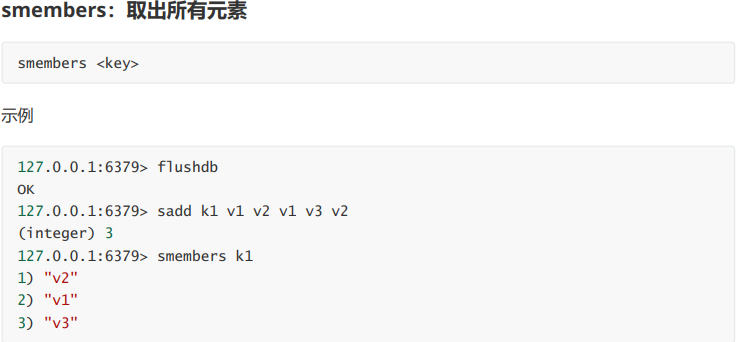 smembers：取出所有元素
smembers <key>
示例
127.0.0.1:6379> flushdb
OK
127.0.0.1:6379> sadd k1 v1 v2 v1 v3 v2
(integer) 3
127.0.0.1:6379> smembers k1
1) "v2"
2) "v1"
3) "v3"